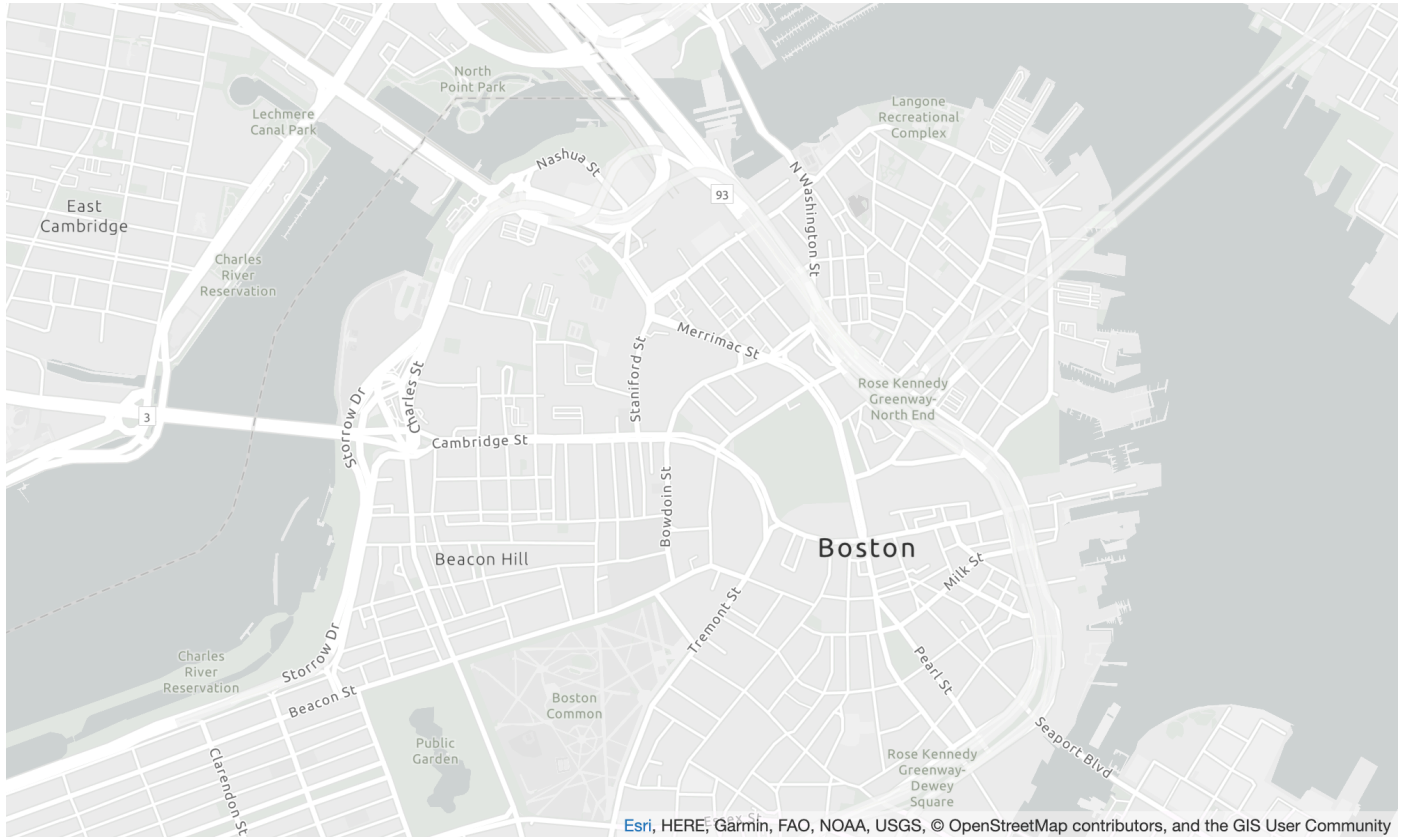 North
Point Park
Lechmere
Canal Park
Langone
Recreational
Complex
Nashua St
93
N Washington St
East
Cambridge
Charles
River
Reservation
Merrimac St
Staniford St
Charles St
Storrow Dr
3
Rose Kennedy
Greenway-
North End
Cambridge St
Bowdoin St
Boston
Beacon Hill
Milk St
Tremont St
Pearl St
Storrow Dr
Charles
River
Reservation
Beacon St
Boston
Common
Public
Garden
Clarendon St
Seaport Blvd
Rose Kennedy
Greenway-
Dewey
Square
Essex St
Esri, HERE, Garmin, FAO, NOAA, USGS, © OpenStreetMap contributors, and the GIS User Community